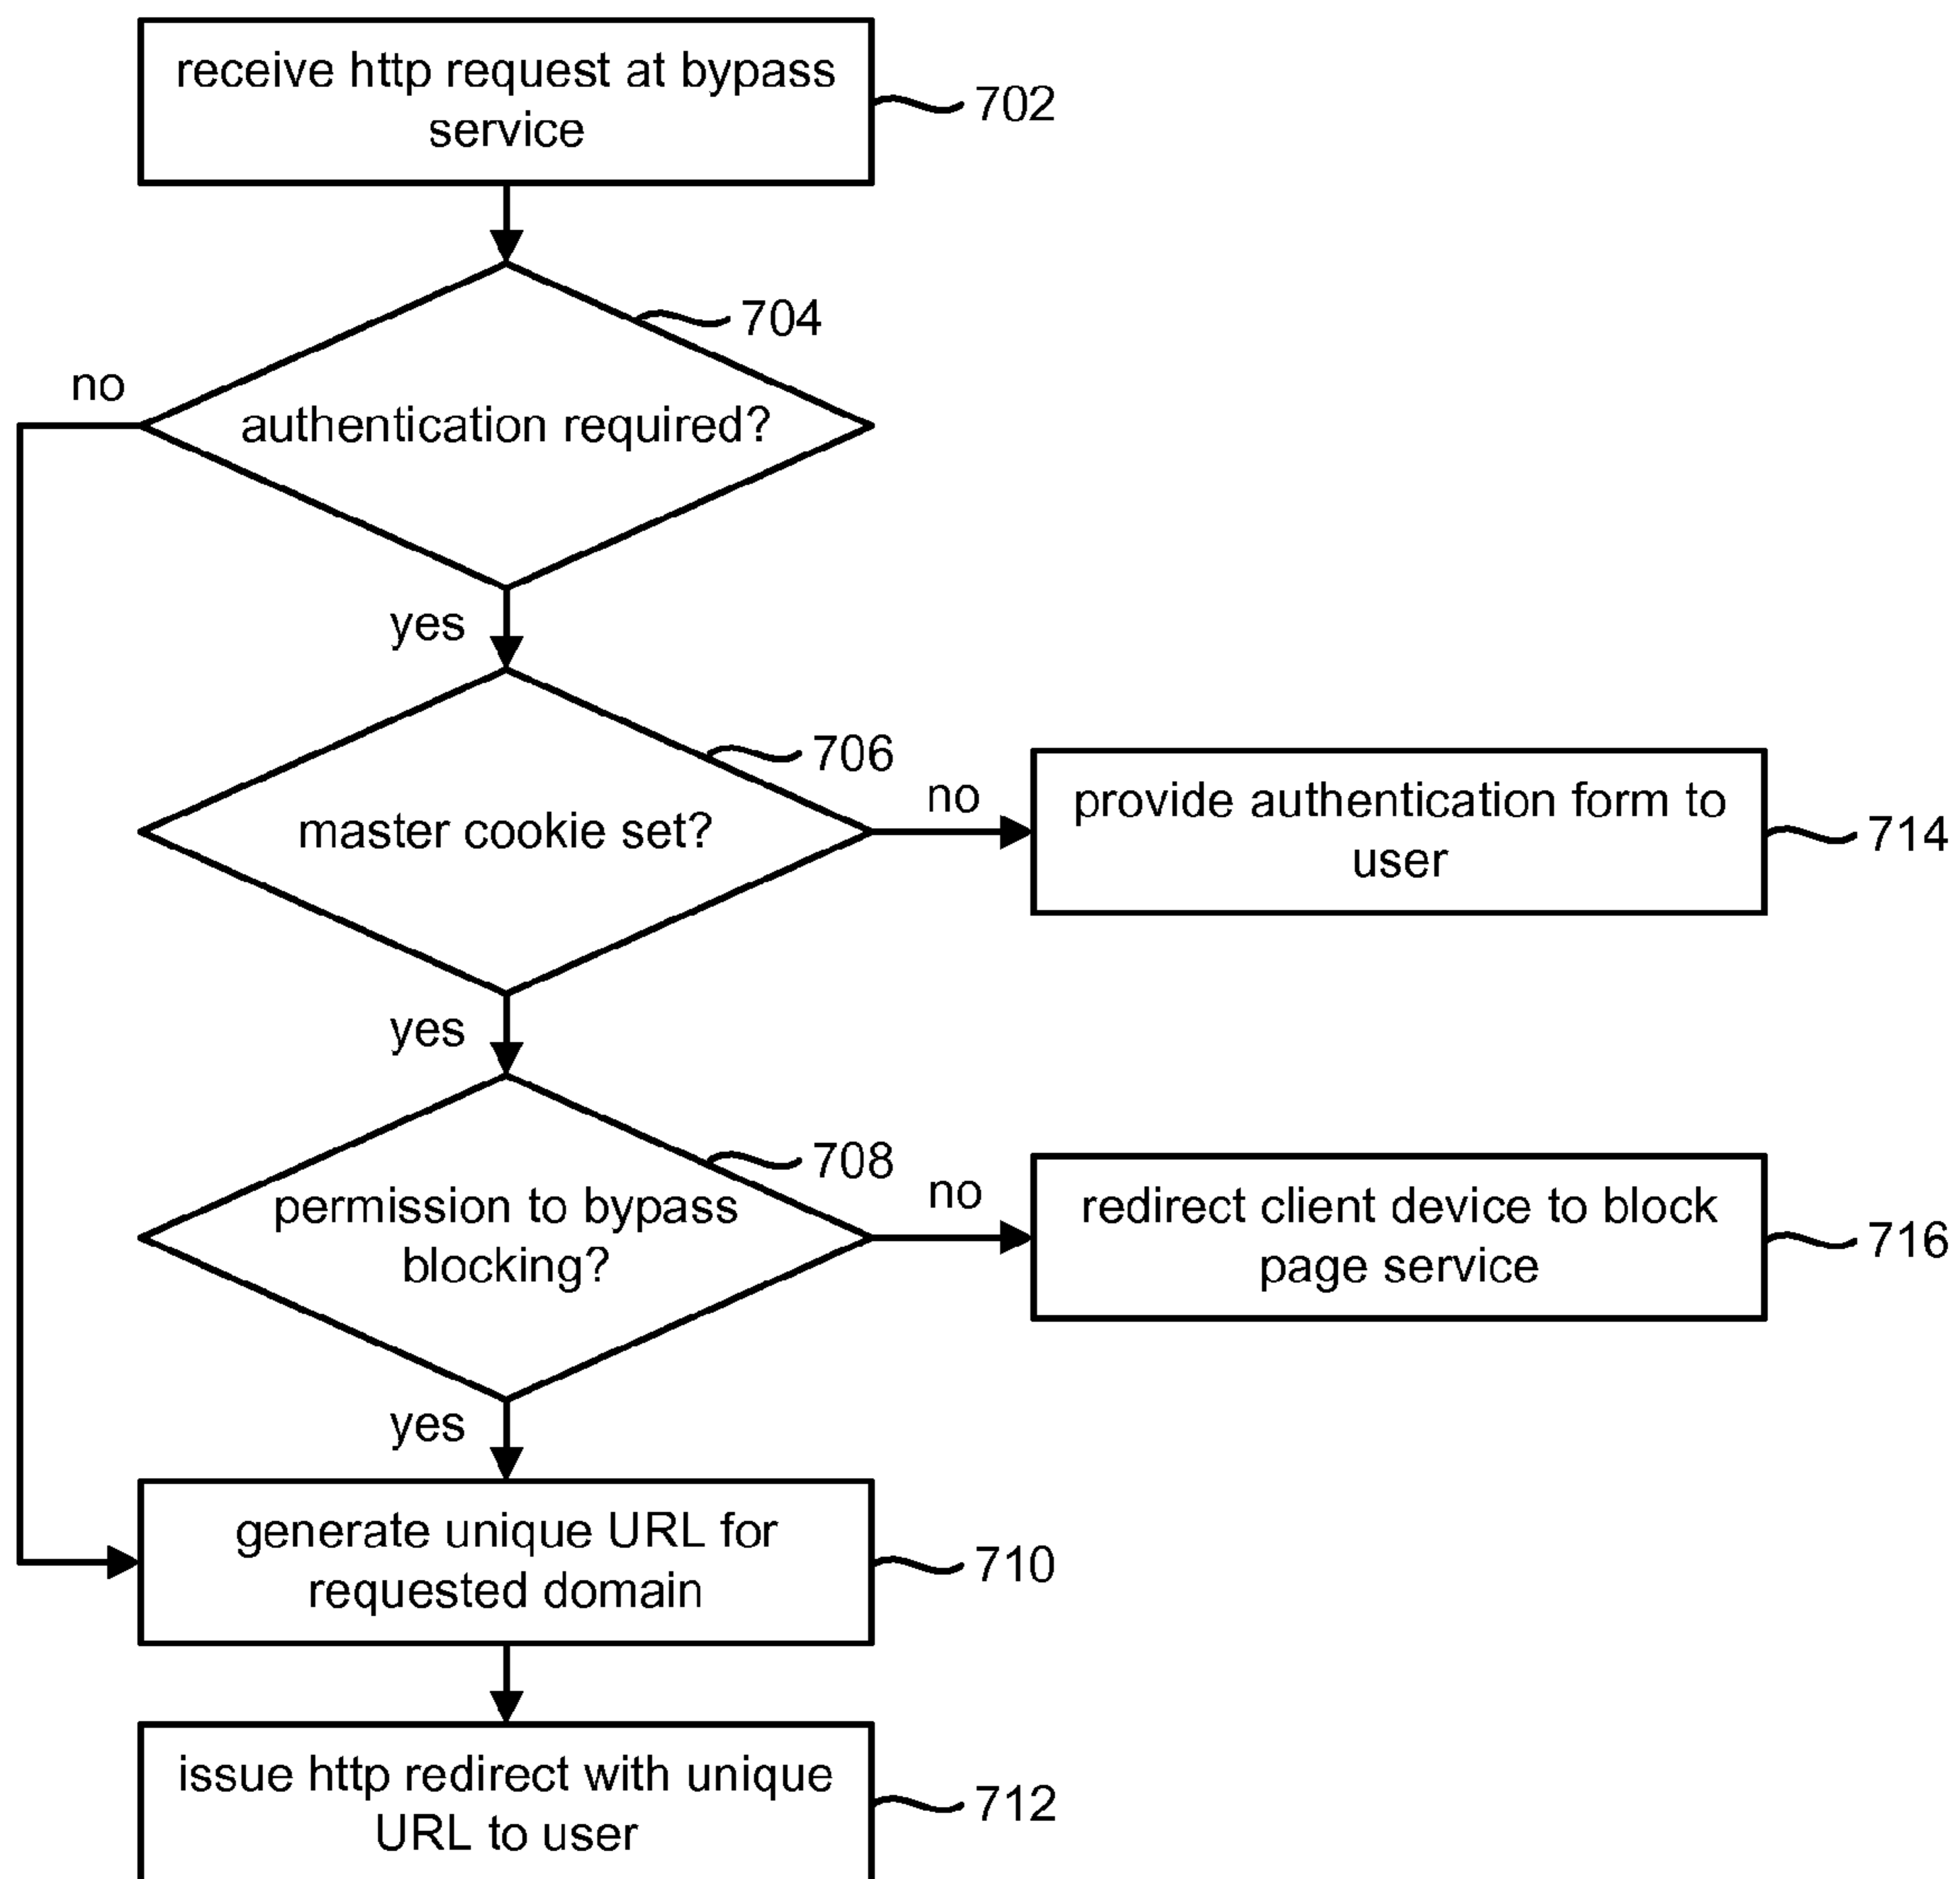 receive http request at bypass
service
702
704
no
authentication required?
yes
706
no
master cookie set?
provide authentication form to
user
714
yes
708
no
permission to bypass
blocking?
redirect client device to block
page service
716
yes
generate unique URL for
requested domain
710
issue http redirect with unique
URL to user
712